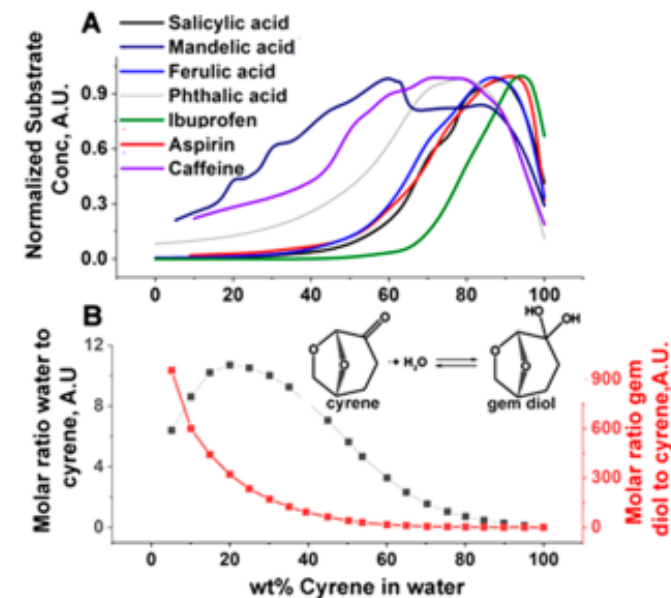 A
Salicylic acid
Mandelic acid
Ferulic acid
Phthalic acid
Ibuprofen
Aspirin
Caffeine
Normalized Substrate
Conc, A.U.
0.9
0.6
0.3
0.0
0 20 40 60 80 100
B
Molar ratio water to
cyrene, A.U
12
8
4
0
O
O
O
cyrene
H₂O
HO OH
O
O
gem diol
900
600
300
0
Molar ratio gem
diol to cyrene,A.U.
0 20 40 60 80 100
wt% Cyrene in water